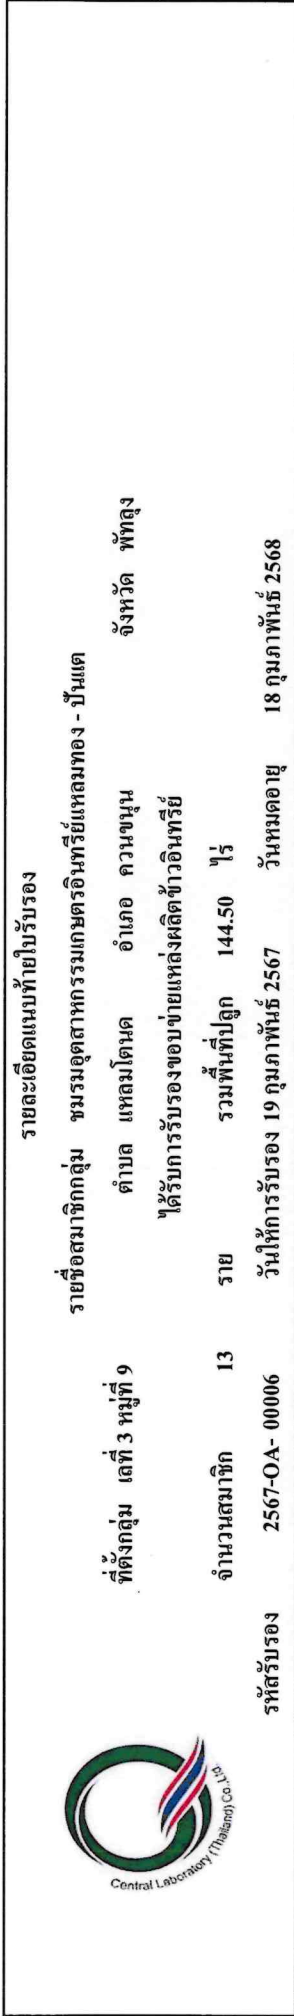 รายละเอียดแนบท้ายใบรับรอง
รายชื่อสมาชิกกลุ่ม ชมรมอุตสาหกรรมเกษตรอินทรีย์แหลมทอง - ปันแต
ที่ตั้งกลุ่ม เลที่ 3 หมู่ที่ 9 ตำบล แหลมโตนด อำเภอ ควนขนุน จังหวัด พัทลุง
ได้รับการรับรองขอบข่ายแหล่งผลิตข้าวอินทรีย์
จำนวนสมาชิก 13 ราย รวมพื้นที่ปลูก 144.50 ไร่
รหัสรับรอง 2567-OA- 00006 วันให้การรับรอง 19 กุมภาพันธ์ 2567 วันหมดอายุ 18 กุมภาพันธ์ 2568
Central Laboratory (Thailand) Co.,Ltd.